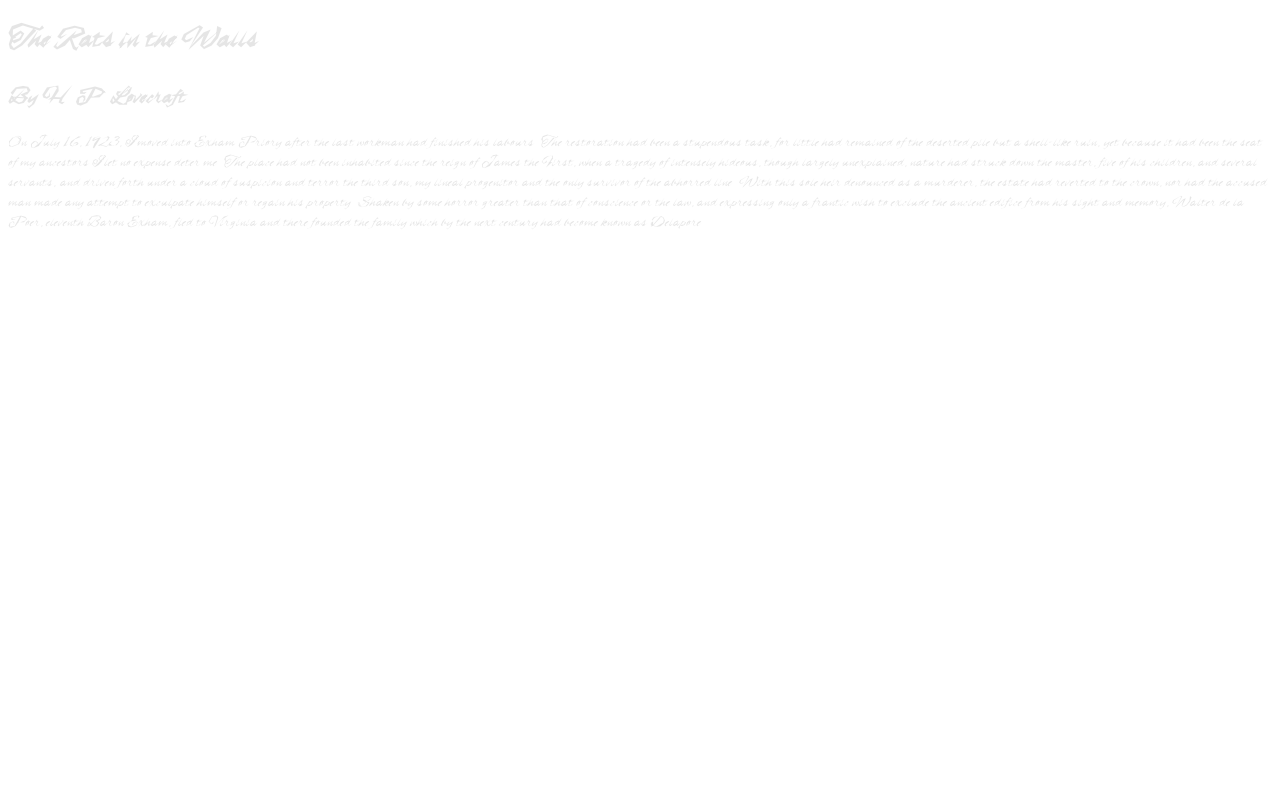 The Rats in the Walls
By H P Lovecraft
On July 16, 1923, I moved into Exham Priory after the last workman had finished his labours. The restoration had been a stupendous task, for little had remained of the deserted pile but a shell-like ruin; yet because it had been the seat
of my ancestors I let no expense deter me. The place had not been inhabited since the reign of James the First, when a tragedy of intensely hideous, though largely unexplained, nature had struck down the master, five of his children, and several
servants; and driven forth under a cloud of suspicion and terror the third son, my lineal progenitor and the only survivor of the abhorred line. With this sole heir denounced as a murderer, the estate had reverted to the crown, nor had the accused
man made any attempt to exculpate himself or regain his property. Shaken by some horror greater than that of conscience or the law, and expressing only a frantic wish to exclude the ancient edifice from his sight and memory, Walter de la
Poer, eleventh Baron Exham, fled to Virginia and there founded the family which by the next century had become known as Delapore.